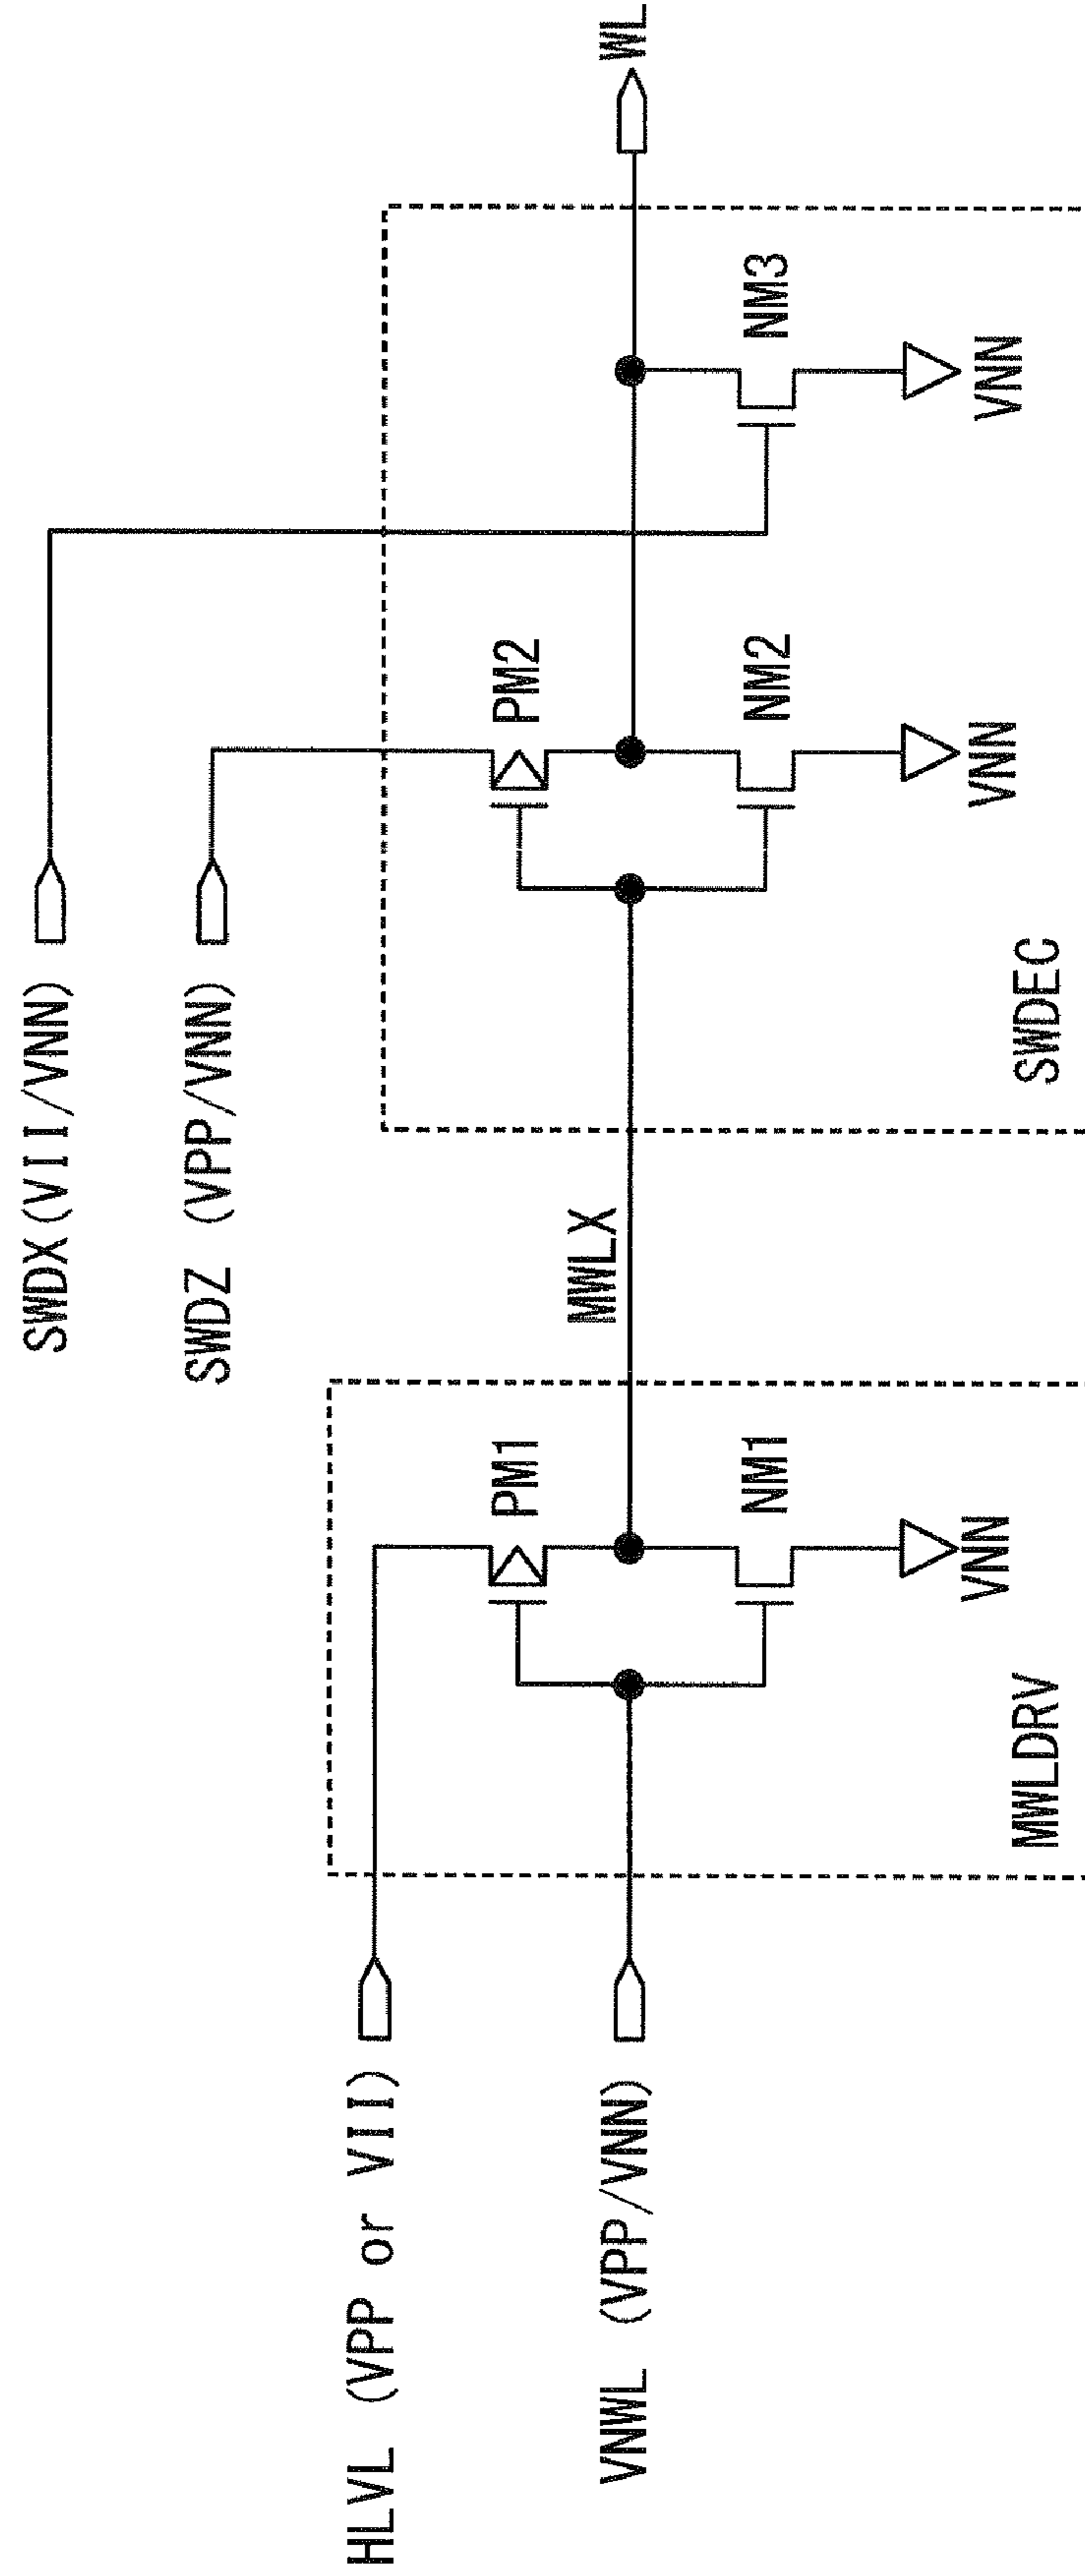 SWDX(VII/VNN)
SWDZ (VPP/VNN)
HLVL (VPP or VII)
PM1
PM2
VNWL (VPP/VNN)
MWLX
WL
NM1
NM2
NM3
VNN
VNN
VNN
MWLDRV
SWDEC